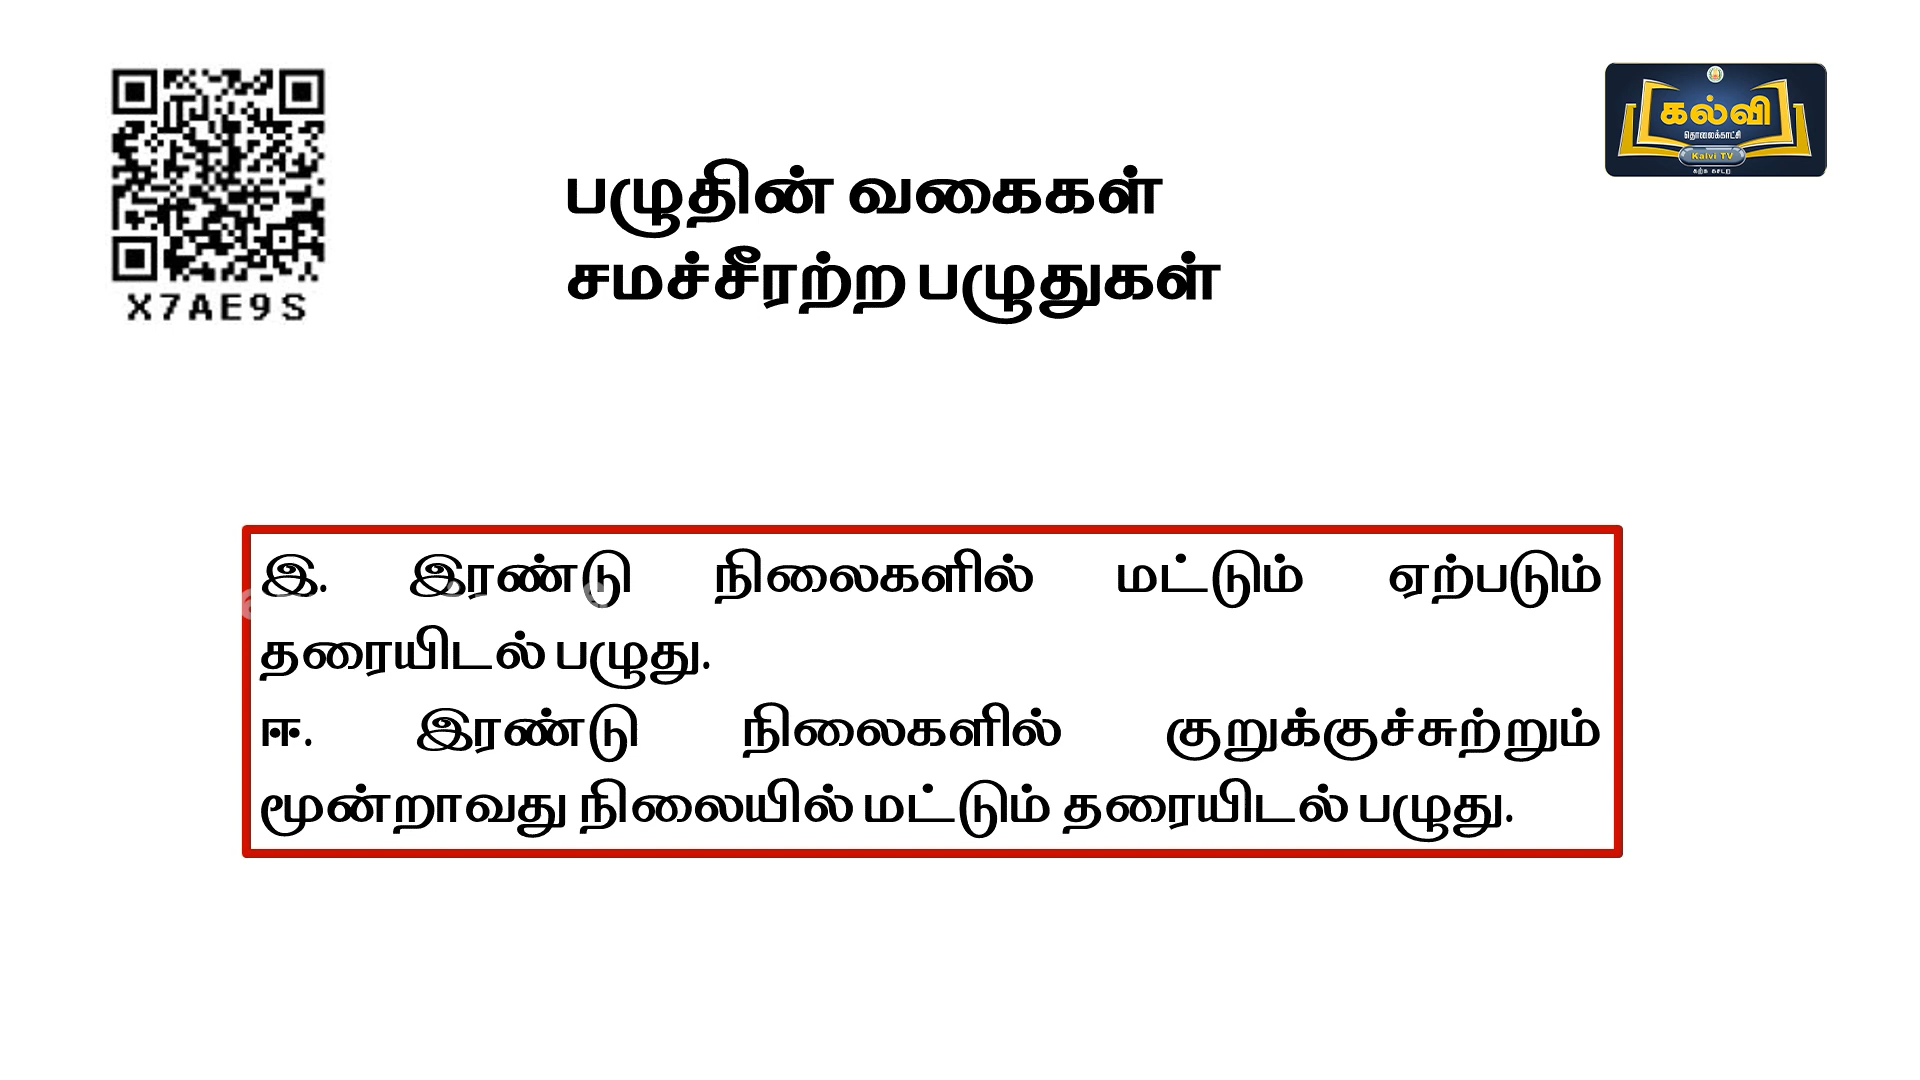 கல்வி
தொலைக்காட்சி
Kalvi TV
பழுதின் வகைகள்
சமச்சீரற்ற பழுதுகள்
X7AE9S
இ. இரண்டு நிலைகளில் மட்டும் ஏற்படும்
தரையிடல் பழுது.
ஈ. இரண்டு நிலைகளில் குறுக்குச்சுற்றும்
மூன்றாவது நிலையில் மட்டும் தரையிடல் பழுது.